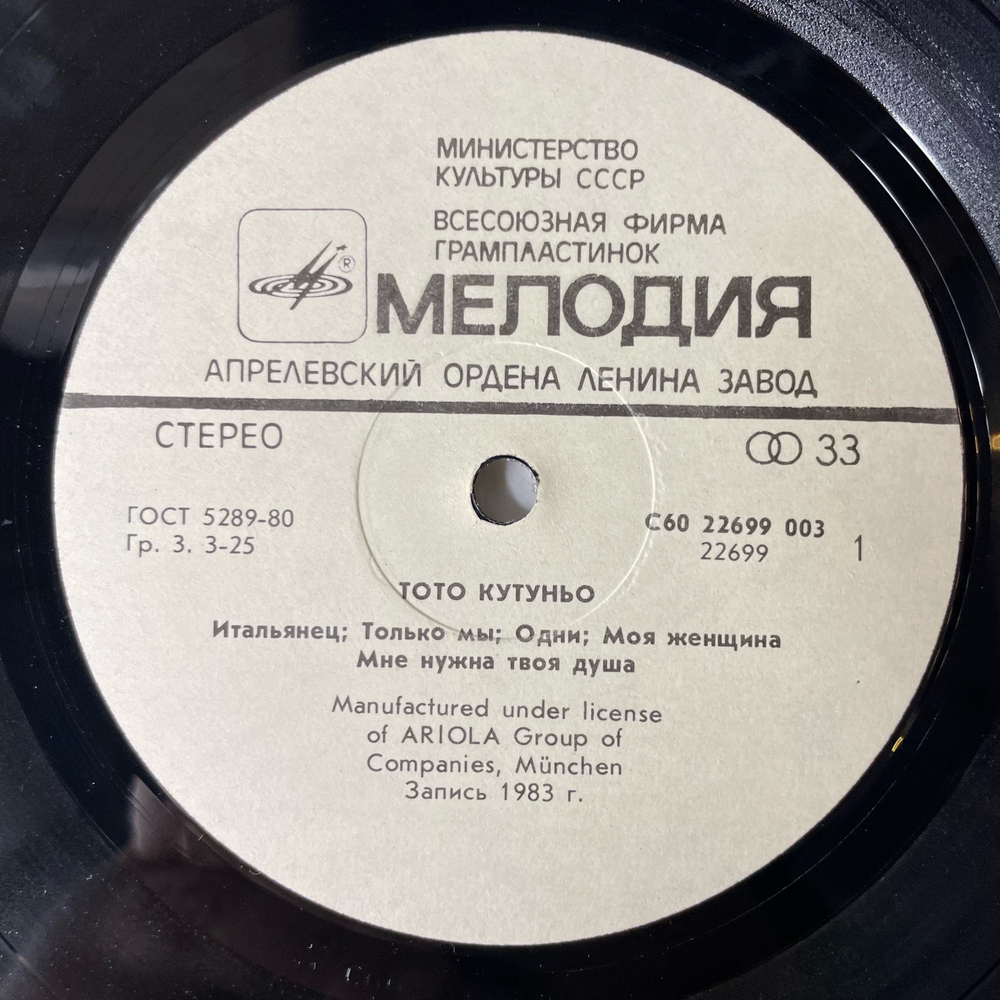 МИНИСТЕРСТВО
КУЛЬТУРЫ СССР
ВСЕСОЮЗНАЯ ФИРМА
ГРАМПЛАСТИНОК
®
МЕЛОДИЯ
АПРЕЛЕВСКИЙ ОРДЕНА ЛЕНИНА ЗАВОД
СТЕРЕО
33
ГОСТ 5289-80
Гр. 3. 3-25
С60 22699 003
22699
1
ТОТО КУТУНЬО
Итальянец; Только мы; Одни; Моя женщина
Мне нужна твоя душа
Manufactured under license
of ARIOLA Group of
Companies, München
Запись 1983 г.